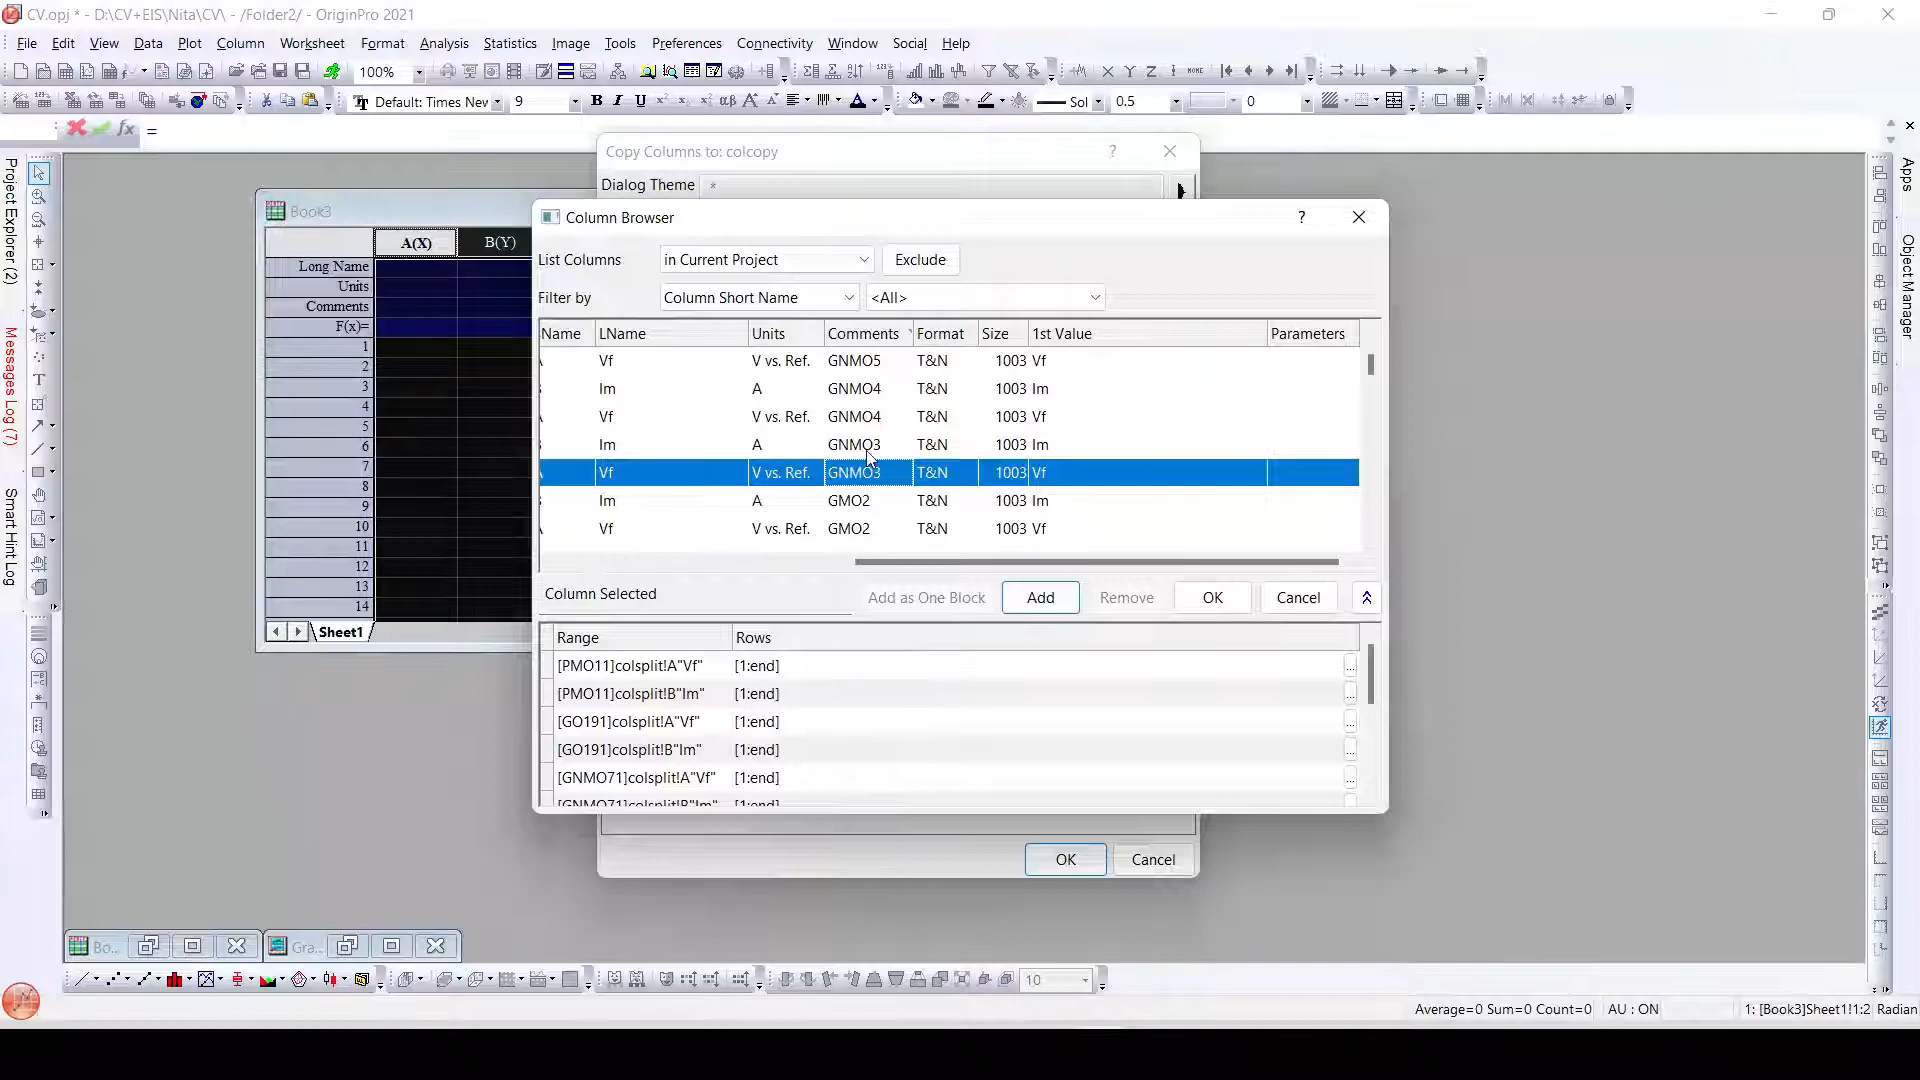 CV.opj * - D:\CV+EIS\Nita\CV\ - /Folder2/ - OriginPro 2021
File Edit View Data Plot Column Worksheet Format Analysis Statistics Image Tools Preferences Connectivity Window Social Help
100%
Default: Times Nev 9 B I U Sol 0.5 0
fx =
Project Explorer (2)
Messages Log (7)
Smart Hint Log
Apps
Object Manager
Copy Columns to: colcopy ?
Dialog Theme *
Book3
A(X) B(Y)
Long Name
Units
Comments
F(x)=
1
2
3
4
5
6
7
8
9
10
11
12
13
14
Sheet1
Column Browser ?
List Columns in Current Project Exclude
Filter by Column Short Name <All>
Name LName Units Comments Format Size 1st Value Parameters
Vf V vs. Ref. GNMO5 T&N 1003 Vf
Im A GNMO4 T&N 1003 Im
Vf V vs. Ref. GNMO4 T&N 1003 Vf
Im A GNMO3 T&N 1003 Im
Vf V vs. Ref. GNMO3 T&N 1003 Vf
Im A GMO2 T&N 1003 Im
Vf V vs. Ref. GMO2 T&N 1003 Vf
Column Selected Add as One Block Add Remove OK Cancel
Range Rows
[PMO11]colsplit!A"Vf" [1:end] ...
[PMO11]colsplit!B"Im" [1:end] ...
[GO191]colsplit!A"Vf" [1:end] ...
[GO191]colsplit!B"Im" [1:end] ...
[GNMO71]colsplit!A"Vf" [1:end] ...
[GNMO71]colsplit!B"Im" [1:end] ...
OK Cancel
Bo... Gra...
10
Average=0 Sum=0 Count=0 AU : ON 1: [Book3]Sheet1!1:2 Radian